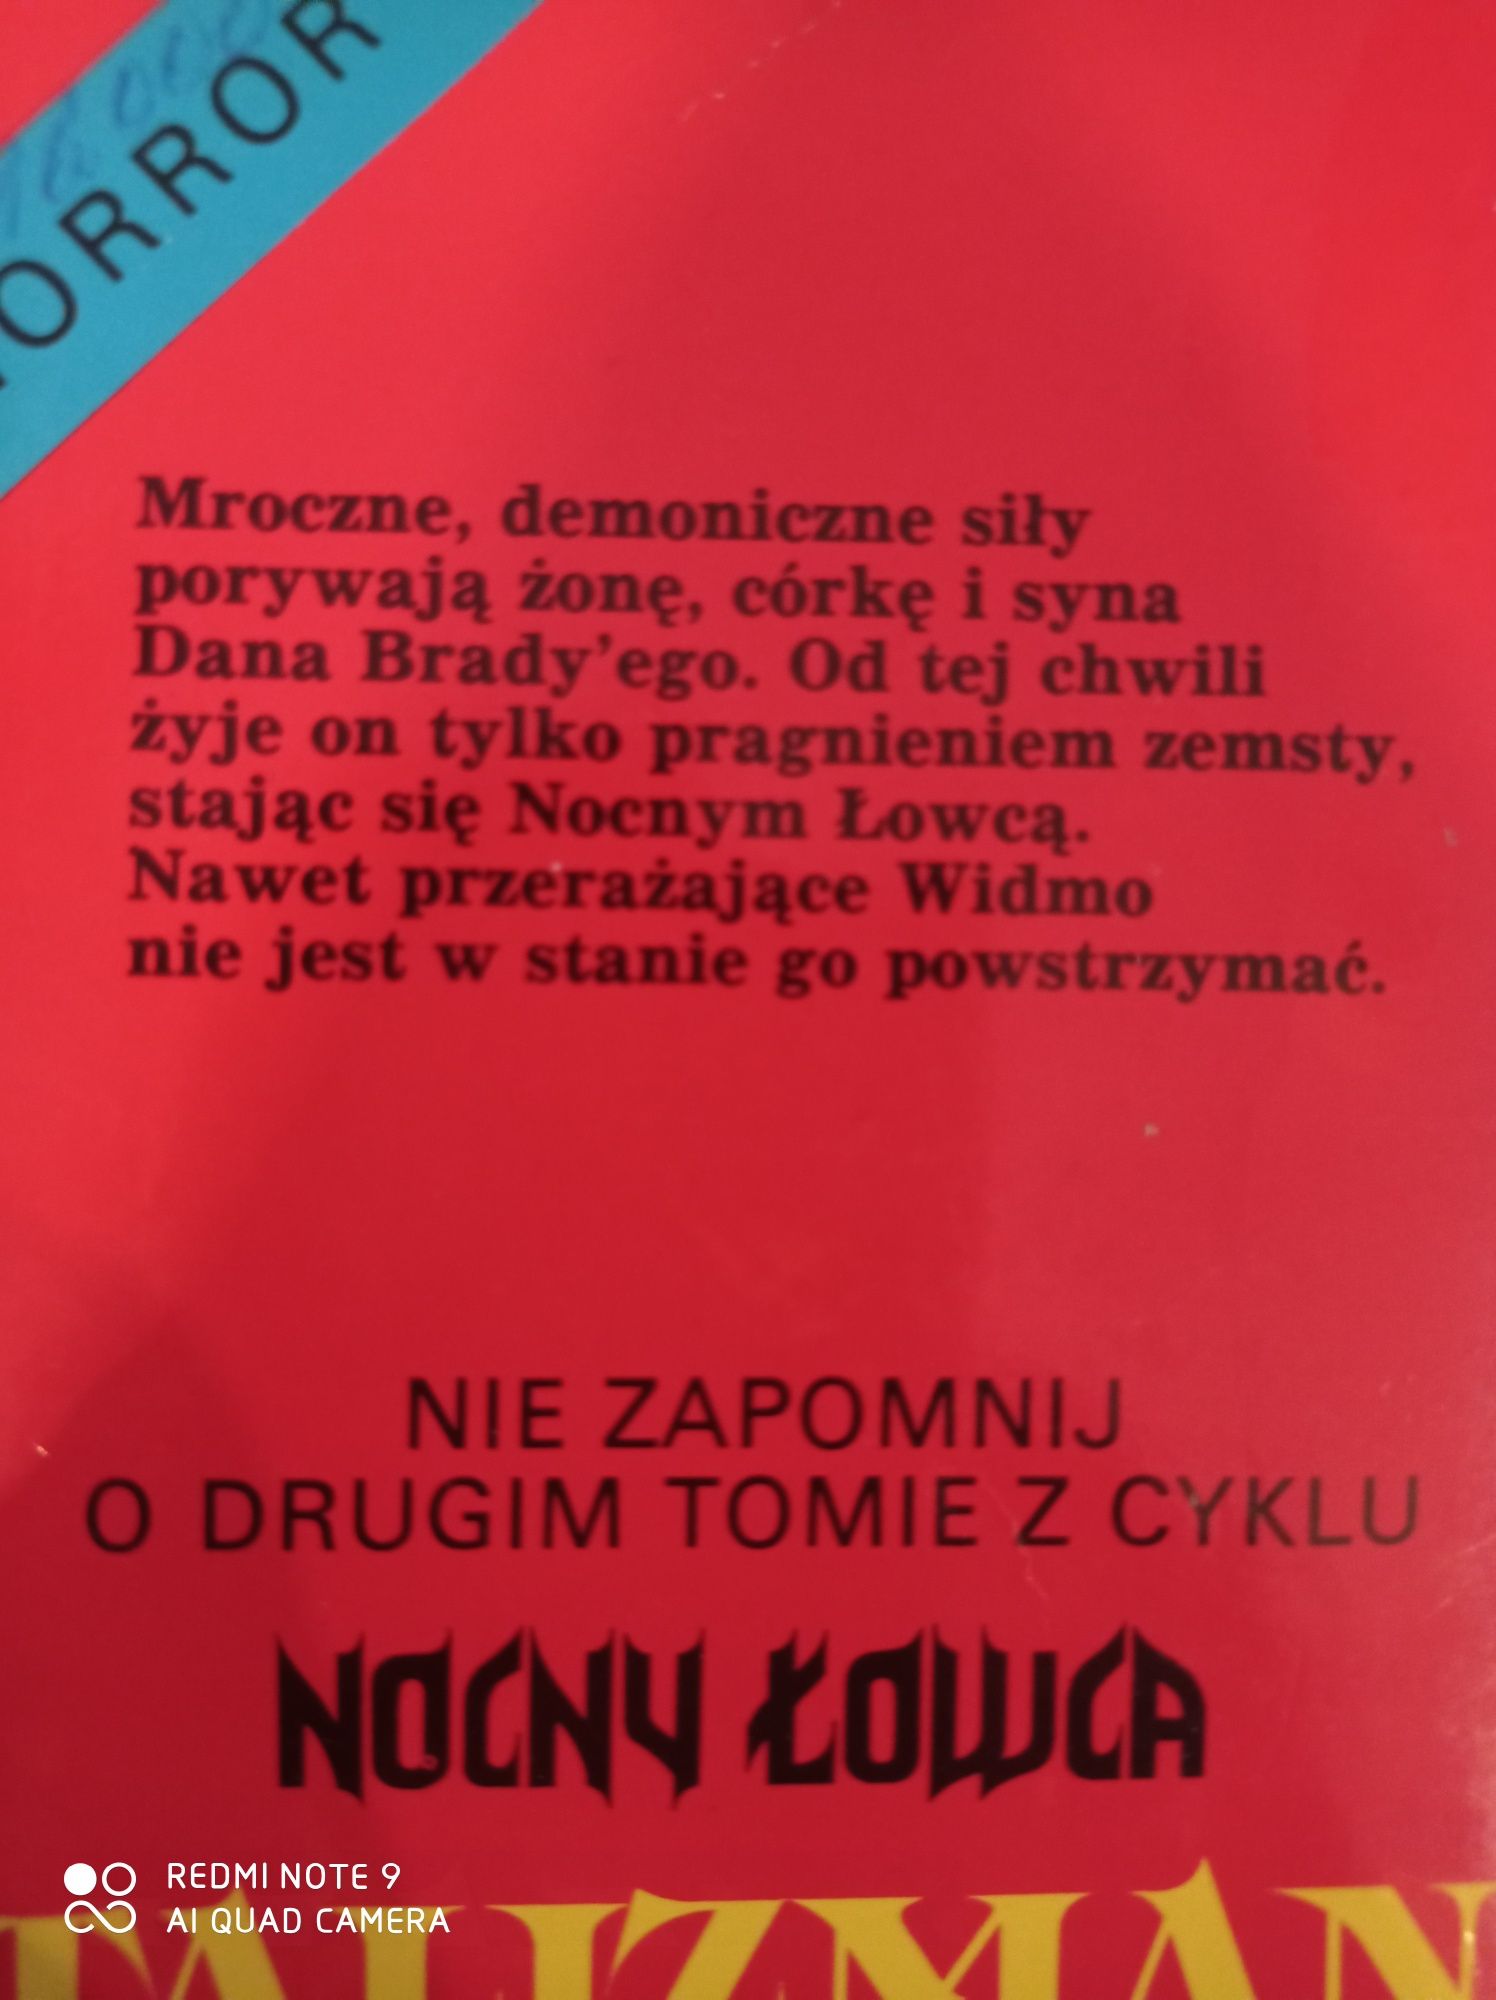 HORROR
Mroczne, demoniczne siły
porywają żonę, córkę i syna
Dana Brady'ego. Od tej chwili
żyje on tylko pragnieniem zemsty,
stając się Nocnym Łowcą.
Nawet przerażające Widmo
nie jest w stanie go powstrzymać.
NIE ZAPOMNIJ
O DRUGIM TOMIE Z CYKLU
NOCNY ŁOWCA
TALIZMAN
REDMI NOTE 9
AI QUAD CAMERA